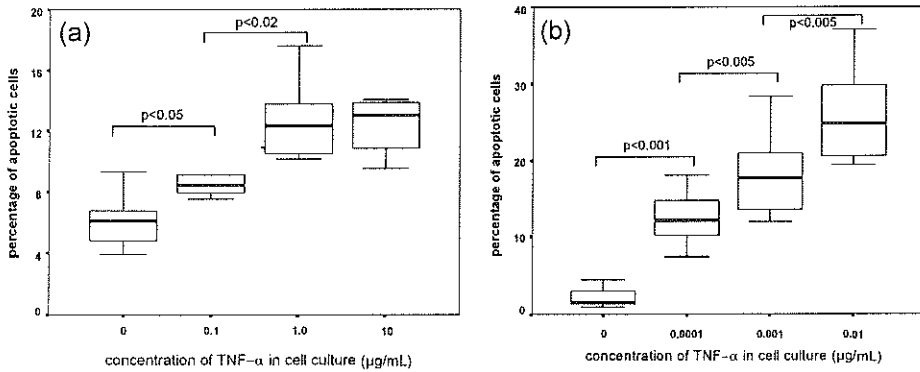 (a)
20
16
12
8
4
0
percentage of apoptotic cells
p<0.05
p<0.02
0
0.1
1.0
10
concentration of TNF-α in cell culture (µg/mL)
(b)
40
30
20
10
0
percentage of apoptotic cells
p<0.001
p<0.005
p<0.005
0
0.0001
0.001
0.01
concentration of TNF-α in cell culture (µg/mL)